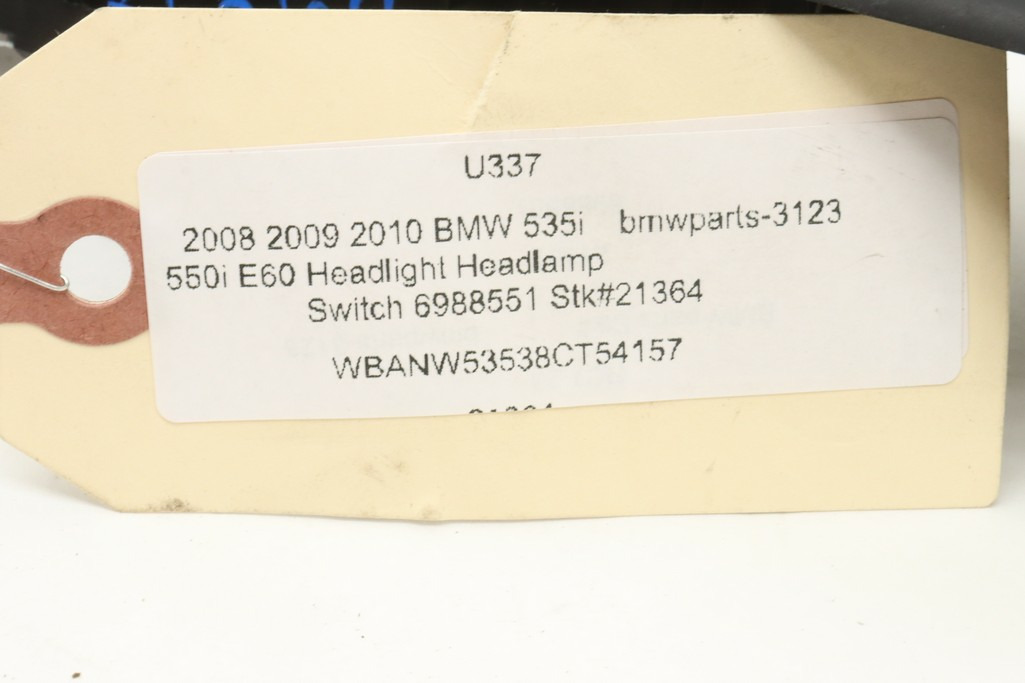 U337
2008 2009 2010 BMW 535i bmwparts-3123
550i E60 Headlight Headlamp
Switch 6988551 Stk#21364
WBANW53538CT54157